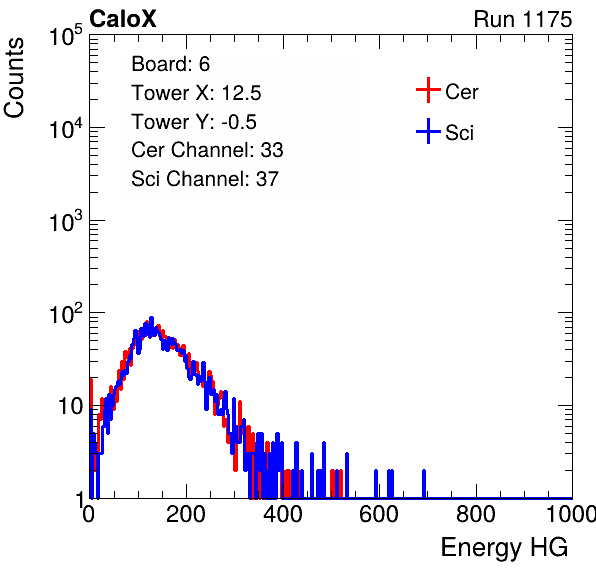 CaloX Run 1175
Counts
10^5
10^4
10^3
10^2
10
1
Board: 6
Tower X: 12.5
Tower Y: -0.5
Cer Channel: 33
Sci Channel: 37
Cer
Sci
0 200 400 600 800 1000
Energy HG